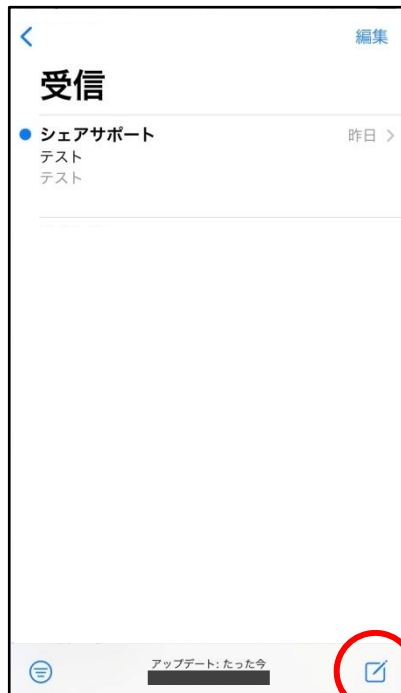 編集
受信
シェアサポート 昨日
テスト
テスト
アップデート: たった今